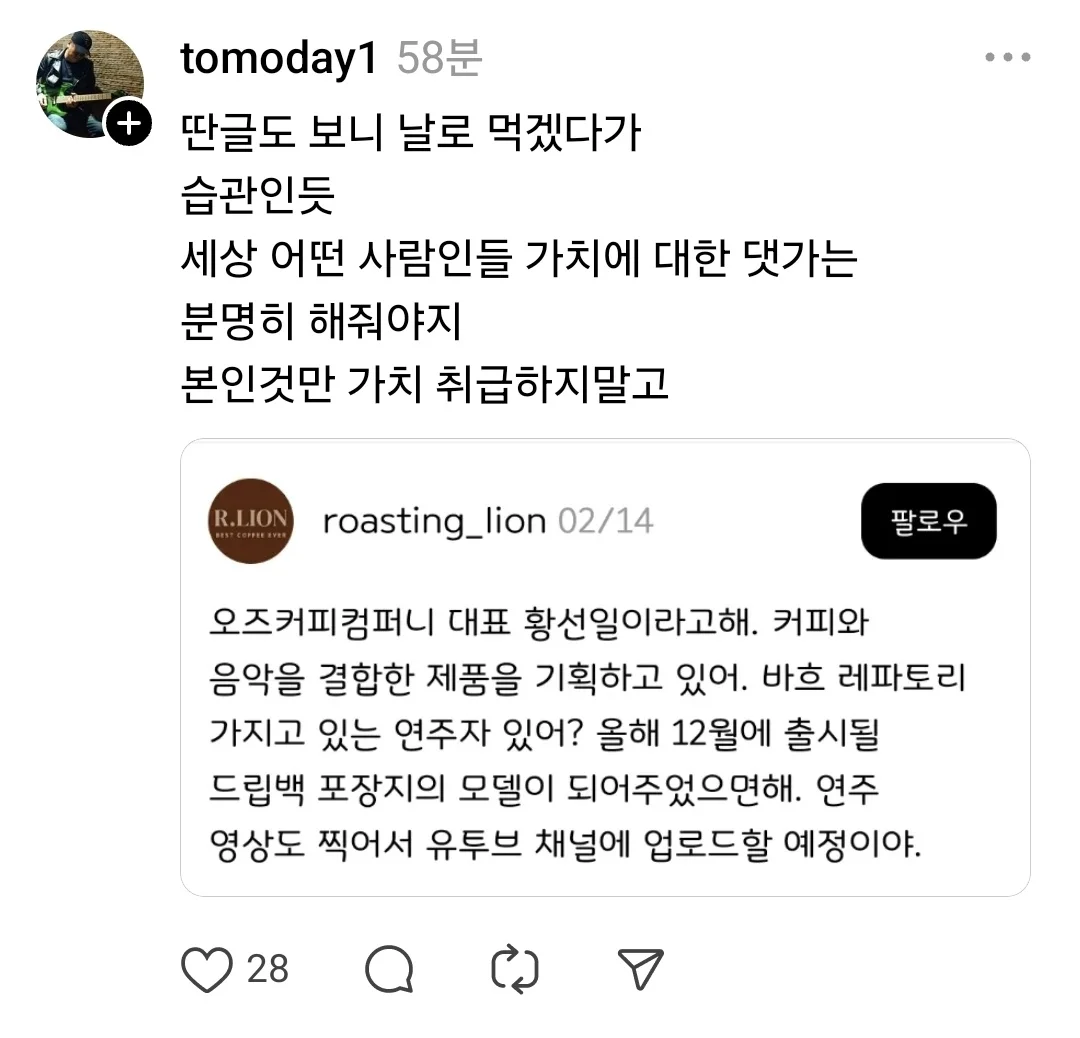 tomoday1 58분
딴글도 보니 날로 먹겠다가
습관인듯
세상 어떤 사람인들 가치에 대한 댓가는
분명히 해줘야지
본인것만 가치 취급하지말고
R.LION
BEST COFFEE EVER
roasting_lion 02/14
팔로우
오즈커피컴퍼니 대표 황선일이라고해. 커피와
음악을 결합한 제품을 기획하고 있어. 바흐 레파토리
가지고 있는 연주자 있어? 올해 12월에 출시될
드립백 포장지의 모델이 되어주었으면해. 연주
영상도 찍어서 유투브 채널에 업로드할 예정이야.
28